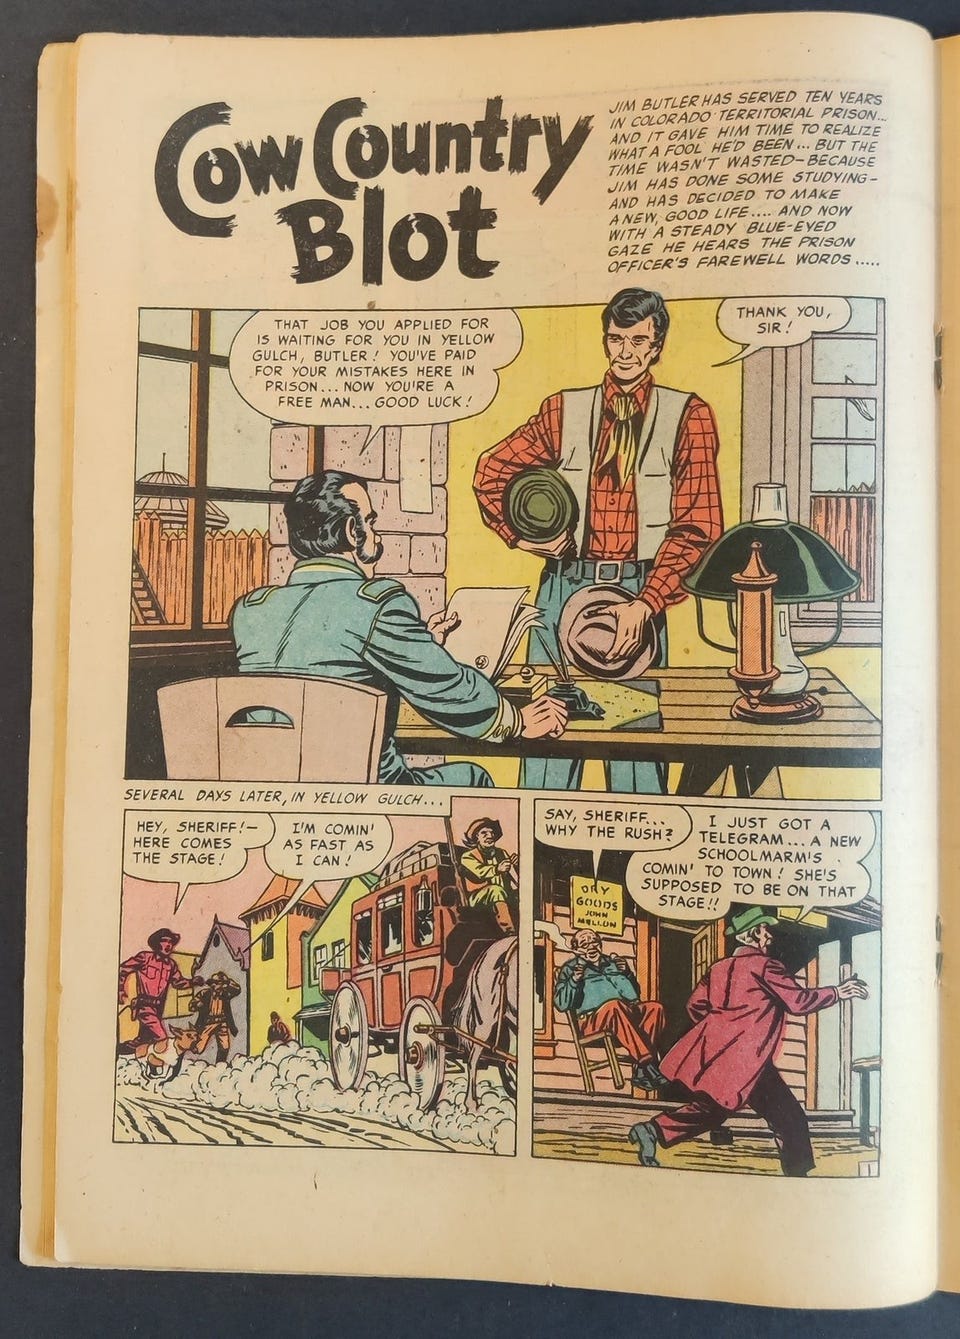 Cow Country
Blot
JIM BUTLER HAS SERVED TEN YEARS
IN COLORADO TERRITORIAL PRISON...
AND IT GAVE HIM TIME TO REALIZE
WHAT A FOOL HE'D BEEN... BUT THE
TIME WASN'T WASTED—BECAUSE
JIM HAS DONE SOME STUDYING—
AND HAS DECIDED TO MAKE
A NEW, GOOD LIFE.... AND NOW
WITH A STEADY BLUE-EYED
GAZE HE HEARS THE PRISON
OFFICER'S FAREWELL WORDS.....
THAT JOB YOU APPLIED FOR
IS WAITING FOR YOU IN YELLOW
GULCH, BUTLER! YOU'VE PAID
FOR YOUR MISTAKES HERE IN
PRISON... NOW YOU'RE A
FREE MAN... GOOD LUCK!
THANK YOU,
SIR!
SEVERAL DAYS LATER, IN YELLOW GULCH...
HEY, SHERIFF!—
HERE COMES
THE STAGE!
I'M COMIN'
AS FAST AS
I CAN!
SAY, SHERIFF...
WHY THE RUSH?
I JUST GOT A
TELEGRAM... A NEW
SCHOOLMARM'S
COMIN' TO TOWN! SHE'S
SUPPOSED TO BE ON THAT
STAGE!!
DRY
GOODS
JOHN
MELLON
1